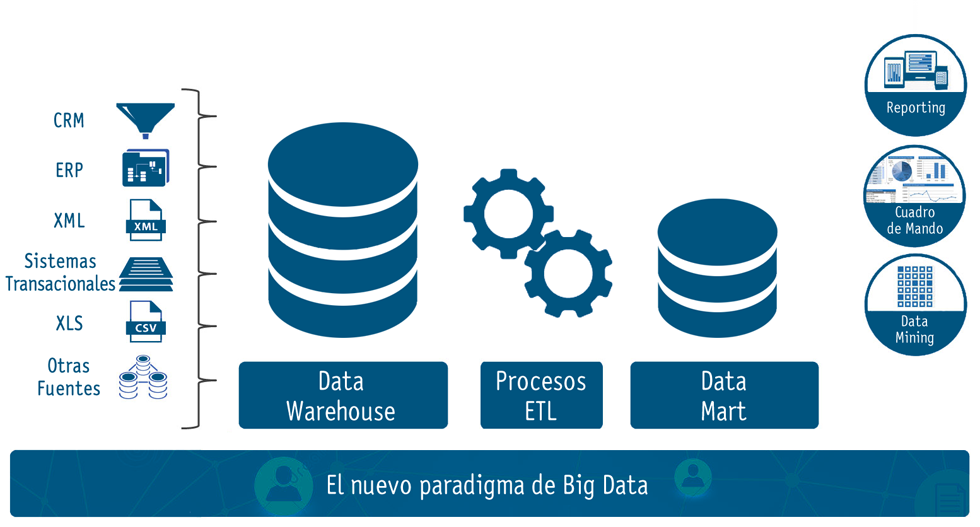 CRM
ERP
XML
XML
Sistemas
Transacionales
XLS
CSV
Otras
Fuentes
Data
Warehouse
Procesos
ETL
Data
Mart
Reporting
Cuadro
de Mando
Data
Mining
El nuevo paradigma de Big Data